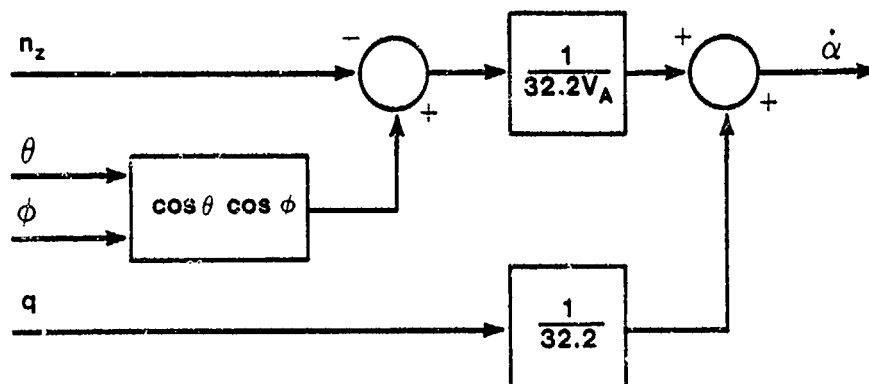 n_z
−
+
1
32.2V_A
+
α̇
+
θ
ϕ
cos θ cos ϕ
q
1
32.2